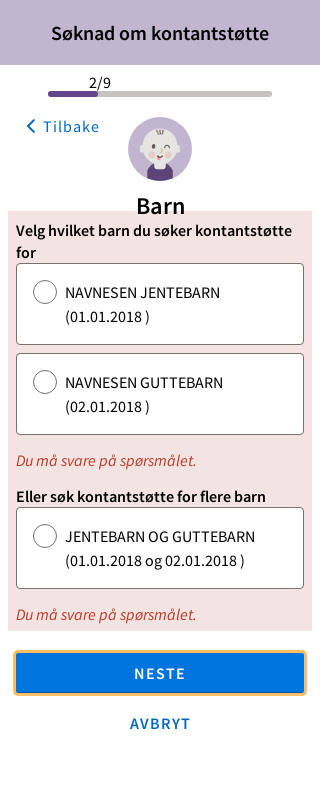 Søknad om kontantstøtte
2/9
Tilbake
Barn
Velg hvilket barn du søker kontantstøtte
for
NAVNESEN JENTEBARN
(01.01.2018 )
NAVNESEN GUTTEBARN
(02.01.2018 )
Du må svare på spørsmålet.
Eller søk kontantstøtte for flere barn
JENTEBARN OG GUTTEBARN
(01.01.2018 og 02.01.2018 )
Du må svare på spørsmålet.
NESTE
AVBRYT